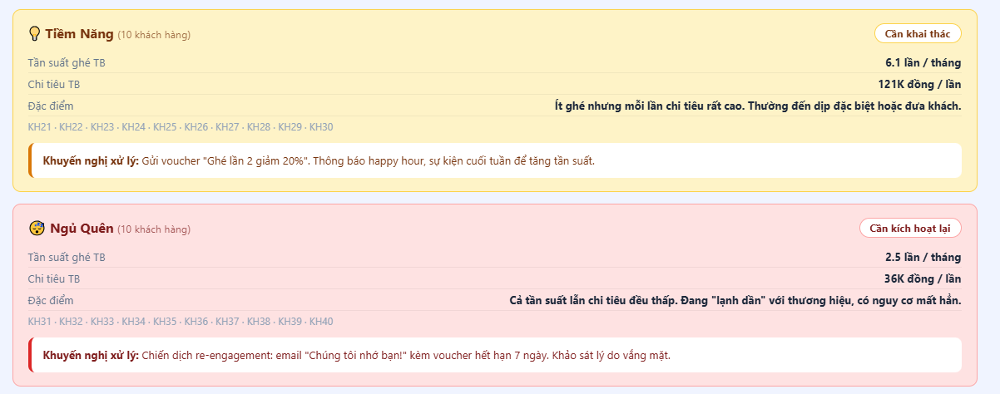 Tiềm Năng (10 khách hàng) Cần khai thác
Tần suất ghé TB 6.1 lần / tháng
Chi tiêu TB 121K đồng / lần
Đặc điểm Ít ghé nhưng mỗi lần chi tiêu rất cao. Thường đến dịp đặc biệt hoặc đưa khách.
KH21 · KH22 · KH23 · KH24 · KH25 · KH26 · KH27 · KH28 · KH29 · KH30
Khuyến nghị xử lý: Gửi voucher "Ghé lần 2 giảm 20%". Thông báo happy hour, sự kiện cuối tuần để tăng tần suất.
Ngủ Quên (10 khách hàng) Cần kích hoạt lại
Tần suất ghé TB 2.5 lần / tháng
Chi tiêu TB 36K đồng / lần
Đặc điểm Cả tần suất lẫn chi tiêu đều thấp. Đang "lạnh dần" với thương hiệu, có nguy cơ mất hẳn.
KH31 · KH32 · KH33 · KH34 · KH35 · KH36 · KH37 · KH38 · KH39 · KH40
Khuyến nghị xử lý: Chiến dịch re-engagement: email "Chúng tôi nhớ bạn!" kèm voucher hết hạn 7 ngày. Khảo sát lý do vắng mặt.